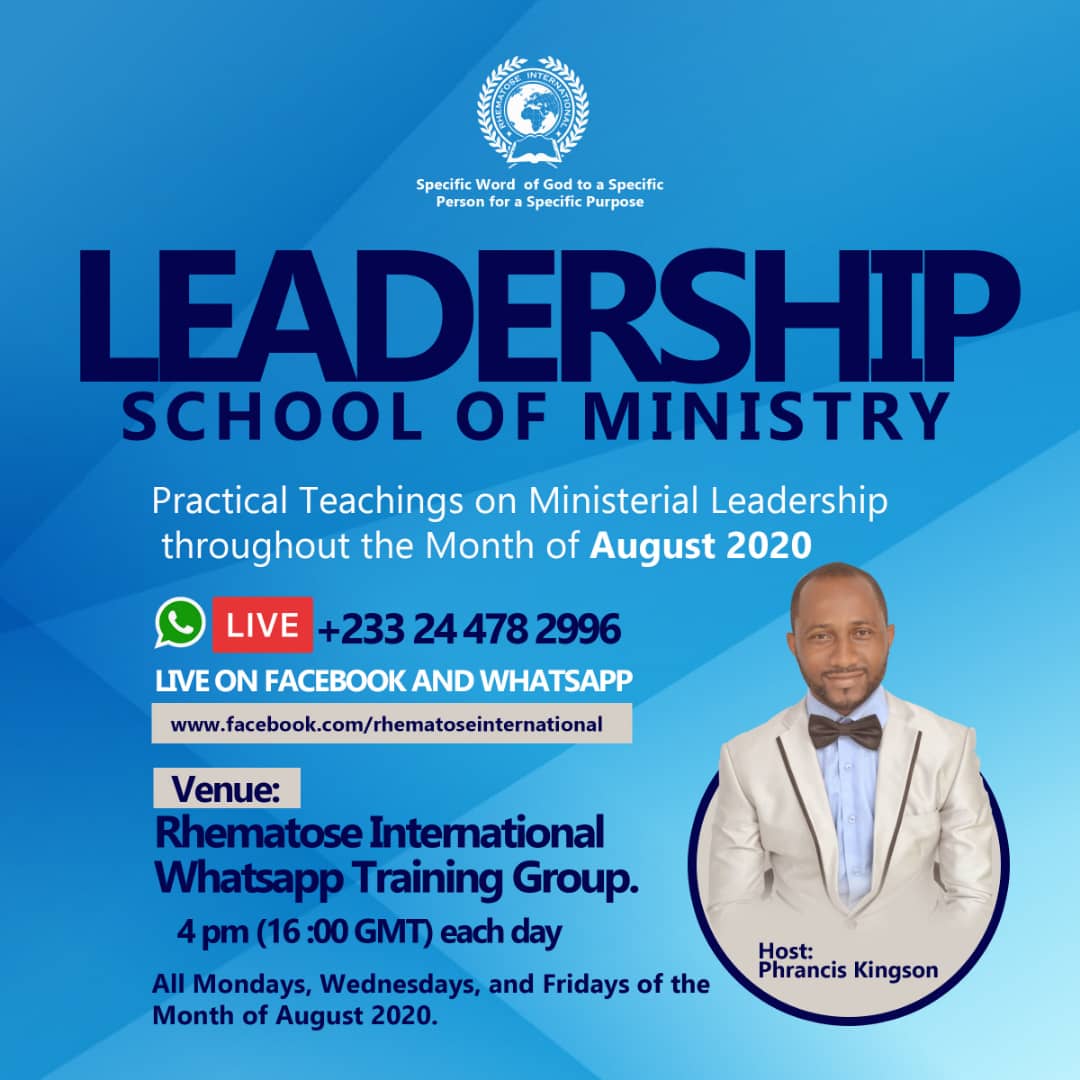 RHEMATOSE INTERNATIONAL
Specific Word of God to a Specific
Person for a Specific Purpose
LEADERSHIP
SCHOOL OF MINISTRY
Practical Teachings on Ministerial Leadership
throughout the Month of August 2020
LIVE +233 24 478 2996
LIVE ON FACEBOOK AND WHATSAPP
www.facebook.com/rhematoseinternational
Venue:
Rhematose International
Whatsapp Training Group.
4 pm (16 :00 GMT) each day
All Mondays, Wednesdays, and Fridays of the
Month of August 2020.
Host:
Phrancis Kingson